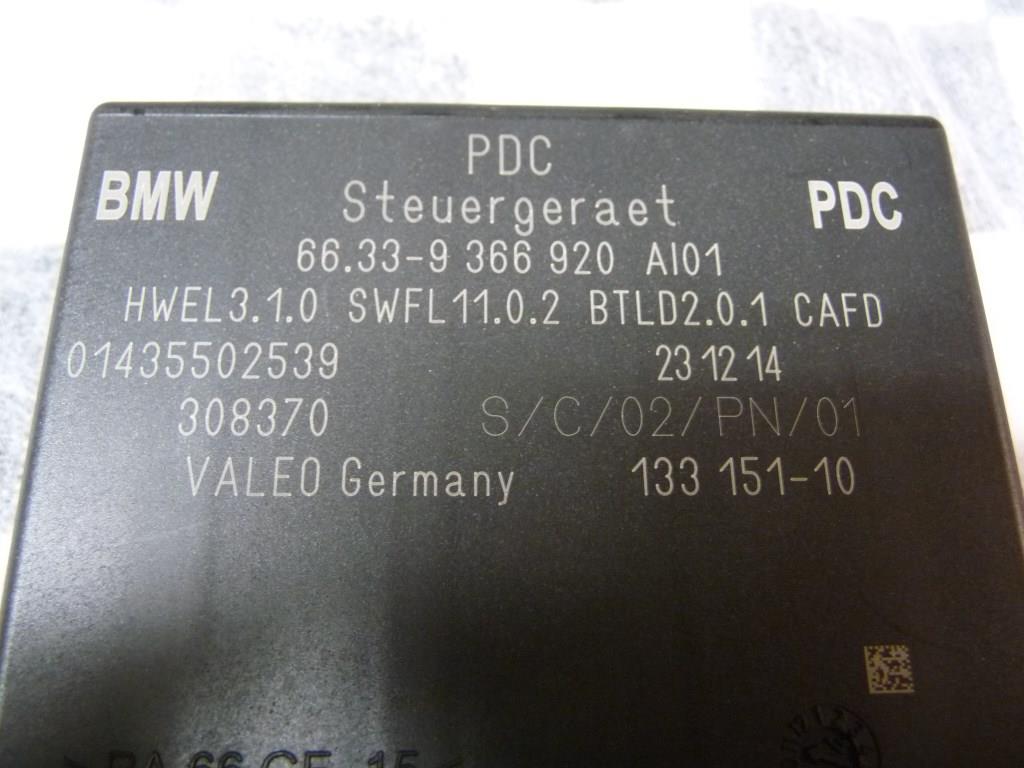 PDC
BMW Steuergeraet PDC
66.33-9 366 920 AI01
HWEL3.1.0 SWFL11.0.2 BTLD2.0.1 CAFD
01435502539 23 12 14
308370 S/C/02/PN/01
VALEO Germany 133 151-10